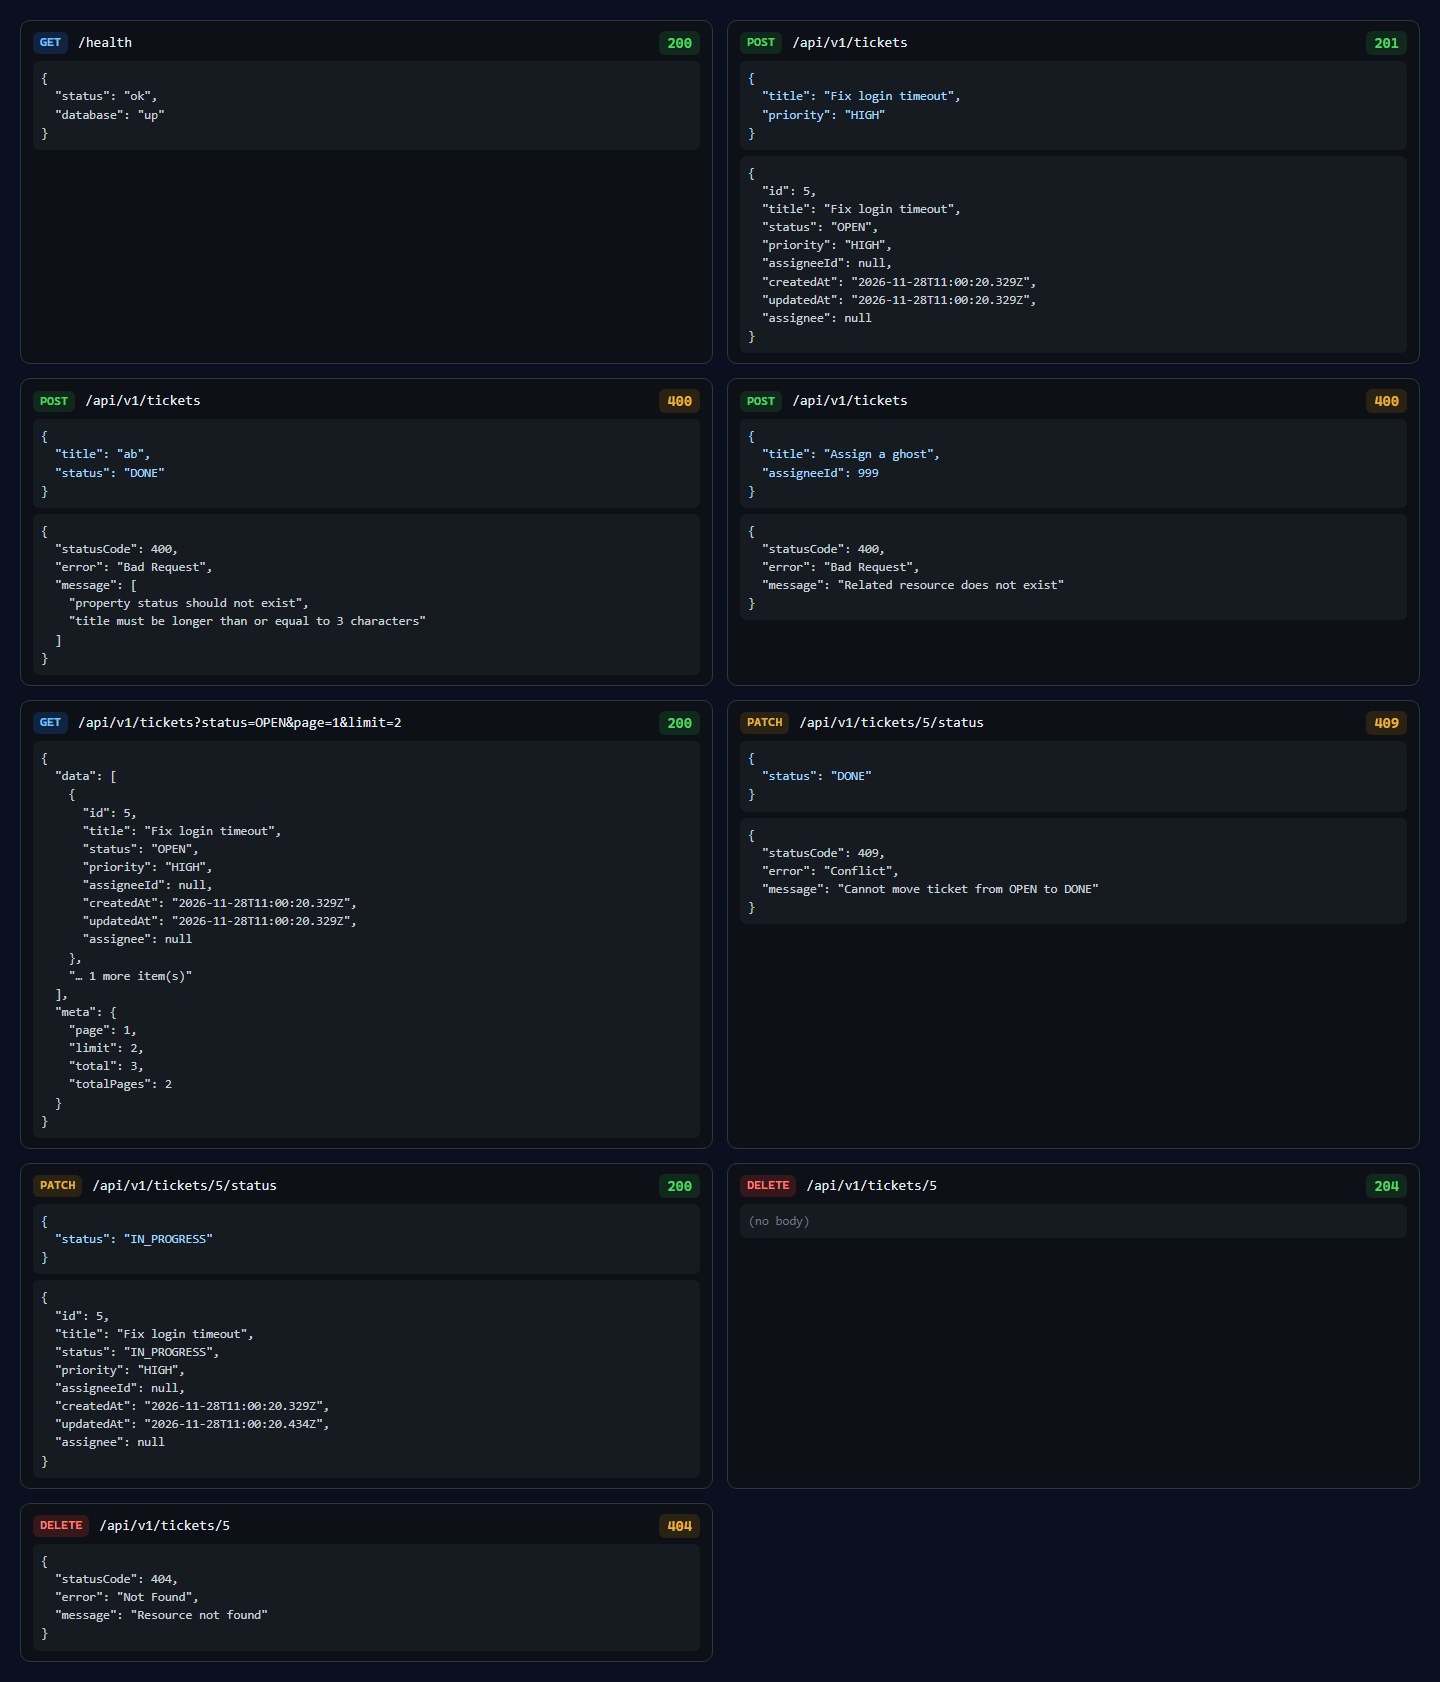 GET /health 200
{
  "status": "ok",
  "database": "up"
}
POST /api/v1/tickets 201
{
  "title": "Fix login timeout",
  "priority": "HIGH"
}
{
  "id": 5,
  "title": "Fix login timeout",
  "status": "OPEN",
  "priority": "HIGH",
  "assigneeId": null,
  "createdAt": "2026-11-28T11:00:20.329Z",
  "updatedAt": "2026-11-28T11:00:20.329Z",
  "assignee": null
}
POST /api/v1/tickets 400
{
  "title": "ab",
  "status": "DONE"
}
{
  "statusCode": 400,
  "error": "Bad Request",
  "message": [
    "property status should not exist",
    "title must be longer than or equal to 3 characters"
  ]
}
POST /api/v1/tickets 400
{
  "title": "Assign a ghost",
  "assigneeId": 999
}
{
  "statusCode": 400,
  "error": "Bad Request",
  "message": "Related resource does not exist"
}
GET /api/v1/tickets?status=OPEN&page=1&limit=2 200
{
  "data": [
    {
      "id": 5,
      "title": "Fix login timeout",
      "status": "OPEN",
      "priority": "HIGH",
      "assigneeId": null,
      "createdAt": "2026-11-28T11:00:20.329Z",
      "updatedAt": "2026-11-28T11:00:20.329Z",
      "assignee": null
    },
    "… 1 more item(s)"
  ],
  "meta": {
    "page": 1,
    "limit": 2,
    "total": 3,
    "totalPages": 2
  }
}
PATCH /api/v1/tickets/5/status 409
{
  "status": "DONE"
}
{
  "statusCode": 409,
  "error": "Conflict",
  "message": "Cannot move ticket from OPEN to DONE"
}
PATCH /api/v1/tickets/5/status 200
{
  "status": "IN_PROGRESS"
}
{
  "id": 5,
  "title": "Fix login timeout",
  "status": "IN_PROGRESS",
  "priority": "HIGH",
  "assigneeId": null,
  "createdAt": "2026-11-28T11:00:20.329Z",
  "updatedAt": "2026-11-28T11:00:20.434Z",
  "assignee": null
}
DELETE /api/v1/tickets/5 204
(no body)
DELETE /api/v1/tickets/5 404
{
  "statusCode": 404,
  "error": "Not Found",
  "message": "Resource not found"
}